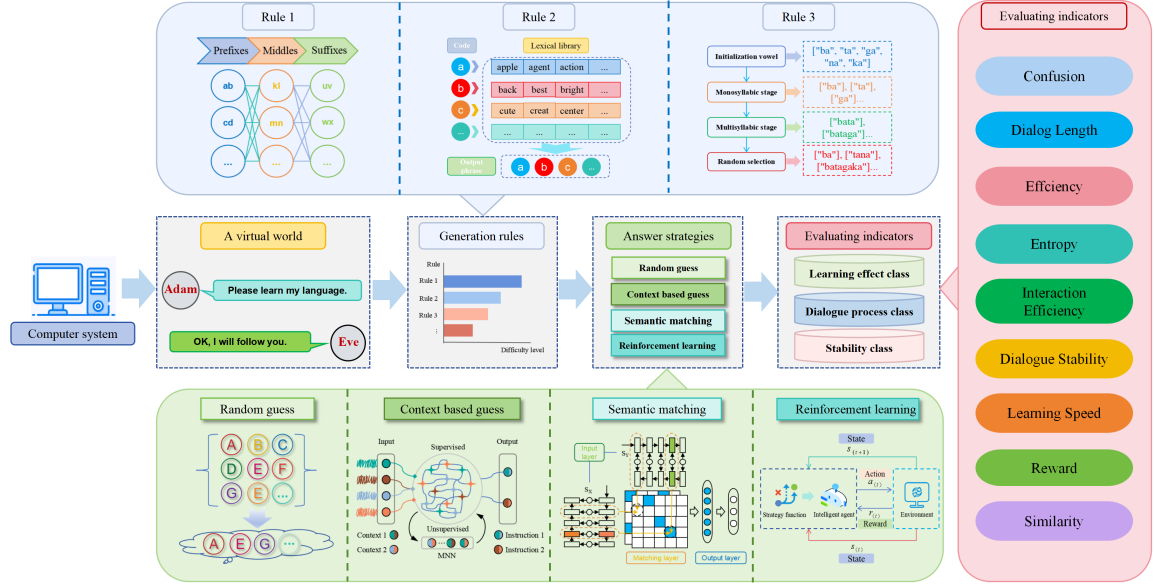 Rule 1
Prefixes
Middles
Suffixes
ab
kl
uv
cd
mn
wx
...
...
...
Rule 2
Code
Lexical library
a
apple
agent
action
...
b
back
best
bright
...
c
cute
creat
center
...
...
...
...
...
...
Output
phrase
a
b
c
...
Rule 3
Initialization vowel
["ba", "ta", "ga",
"na", "ka"]
Monosyllabic stage
["ba"], ["ta"],
["ga"]...
Multisyllabic stage
["bata"],
["bataga"]...
Random selection
["ba"], ["tana"],
["batagaka"]...
Computer system
A virtual world
Adam
Please learn my language.
OK, I will follow you.
Eve
Generation rules
Rule
Rule 1
Rule 2
Rule 3
⋮
Difficulty level
Answer strategies
Random guess
Context based guess
Semantic matching
Reinforcement learning
Evaluating indicators
Learning effect class
Dialogue process class
Stability class
Random guess
A
B
C
D
E
F
G
E
...
A
E
G
...
Context based guess
Input
Supervised
Output
Unsupervised
Context 1
Context 2
MNN
Instruction 1
Instruction 2
Semantic matching
Input
layer
S_Y
S_X
Matching layer
Output layer
Reinforcement learning
State
s_(t+1)
Action
a_(t)
r_(t)
Reward
Strategy function
Intelligent agent
Environment
s_(t)
State
Evaluating indicators
Confusion
Dialog Length
Effciency
Entropy
Interaction
Efficiency
Dialogue Stability
Learning Speed
Reward
Similarity